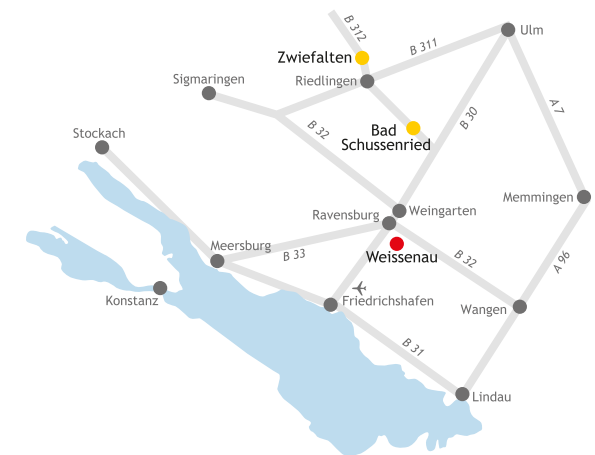 B 312
Ulm
B 311
Zwiefalten
Riedlingen
Sigmaringen
A 7
B 30
B 32
Bad
Schussenried
Stockach
Memmingen
Weingarten
Ravensburg
Meersburg
B 33
Weissenau
B 32
A 96
Konstanz
Friedrichshafen
Wangen
B 31
Lindau